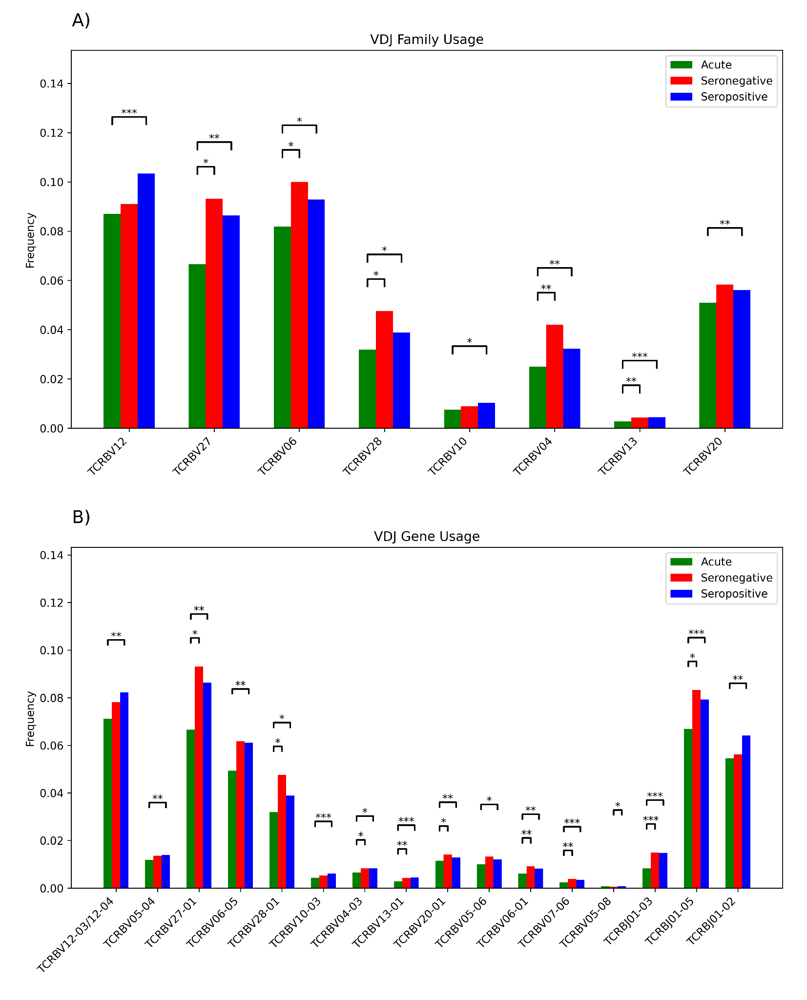 A)
VDJ Family Usage
Acute
Seronegative
Seropositive
Frequency
0.14
0.12
0.10
0.08
0.06
0.04
0.02
0.00
***
**
*
*
*
*
*
*
**
**
***
**
**
TCRBV12
TCRBV27
TCRBV06
TCRBV28
TCRBV10
TCRBV04
TCRBV13
TCRBV20
B)
VDJ Gene Usage
Acute
Seronegative
Seropositive
Frequency
0.14
0.12
0.10
0.08
0.06
0.04
0.02
0.00
**
**
**
*
**
*
*
***
*
*
***
**
**
*
*
**
**
***
**
*
***
***
***
*
**
TCRBV12-03/12-04
TCRBV05-04
TCRBV27-01
TCRBV06-05
TCRBV28-01
TCRBV10-03
TCRBV04-03
TCRBV13-01
TCRBV20-01
TCRBV05-06
TCRBV06-01
TCRBV07-06
TCRBV05-08
TCRBJ01-03
TCRBJ01-05
TCRBJ01-02